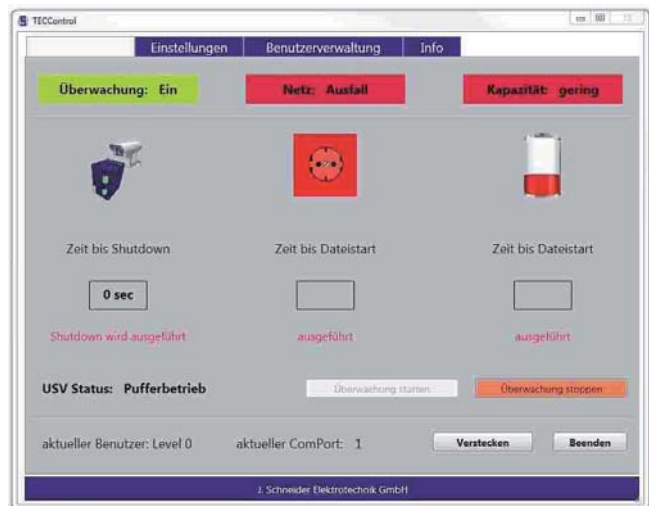 TECControl
Einstellungen Benutzerverwaltung Info
Überwachung: Ein Netz: Ausfall Kapazität: gering
Zeit bis Shutdown Zeit bis Dateistart Zeit bis Dateistart
0 sec
Shutdown wird ausgeführt ausgeführt ausgeführt
USV Status: Pufferbetrieb Überwachung starten Überwachung stoppen
aktueller Benutzer: Level 0 aktueller ComPort: 1 Verstecken Beenden
J. Schneider Elektrotechnik GmbH